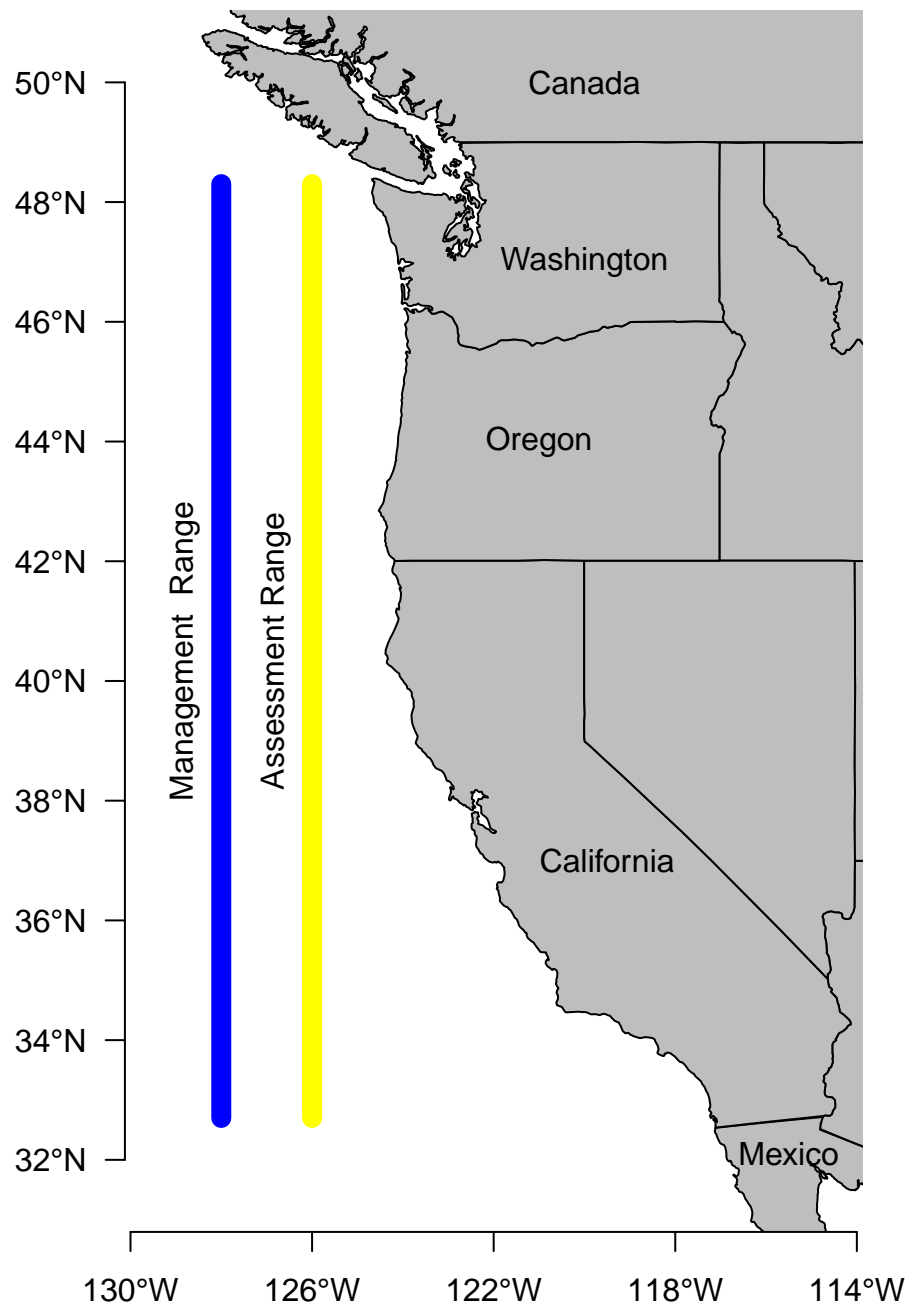 50°N
48°N
46°N
44°N
42°N
40°N
38°N
36°N
34°N
32°N
Management  Range
Assessment Range
Canada
Washington
Oregon
California
Mexico
130°W
126°W
122°W
118°W
114°W